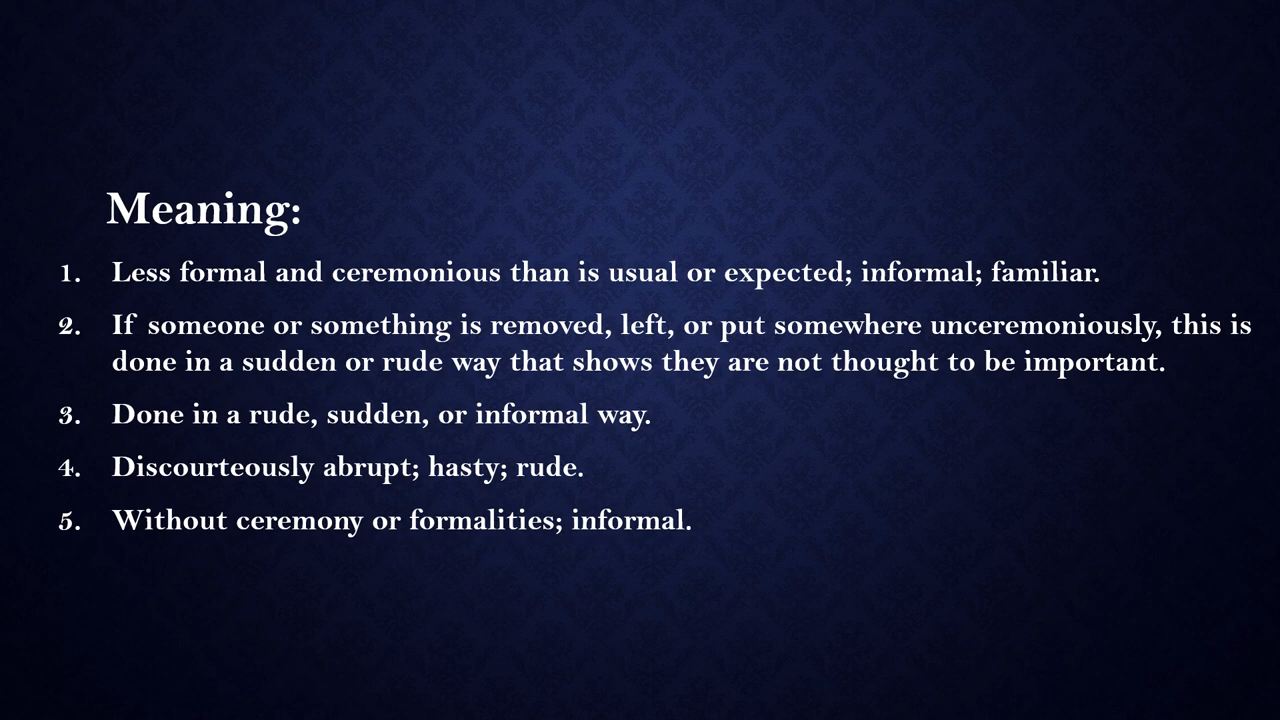 Meaning:
1. Less formal and ceremonious than is usual or expected; informal; familiar.
2. If someone or something is removed, left, or put somewhere unceremoniously, this is
done in a sudden or rude way that shows they are not thought to be important.
3. Done in a rude, sudden, or informal way.
4. Discourteously abrupt; hasty; rude.
5. Without ceremony or formalities; informal.